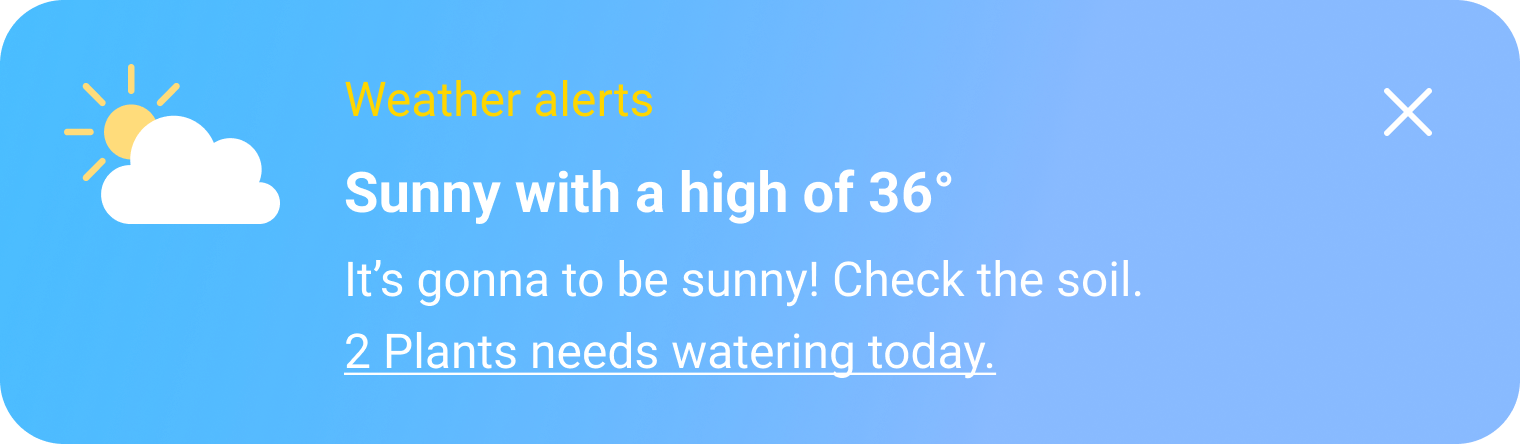 Weather alerts
Sunny with a high of 36°
It’s gonna to be sunny! Check the soil.
2 Plants needs watering today.